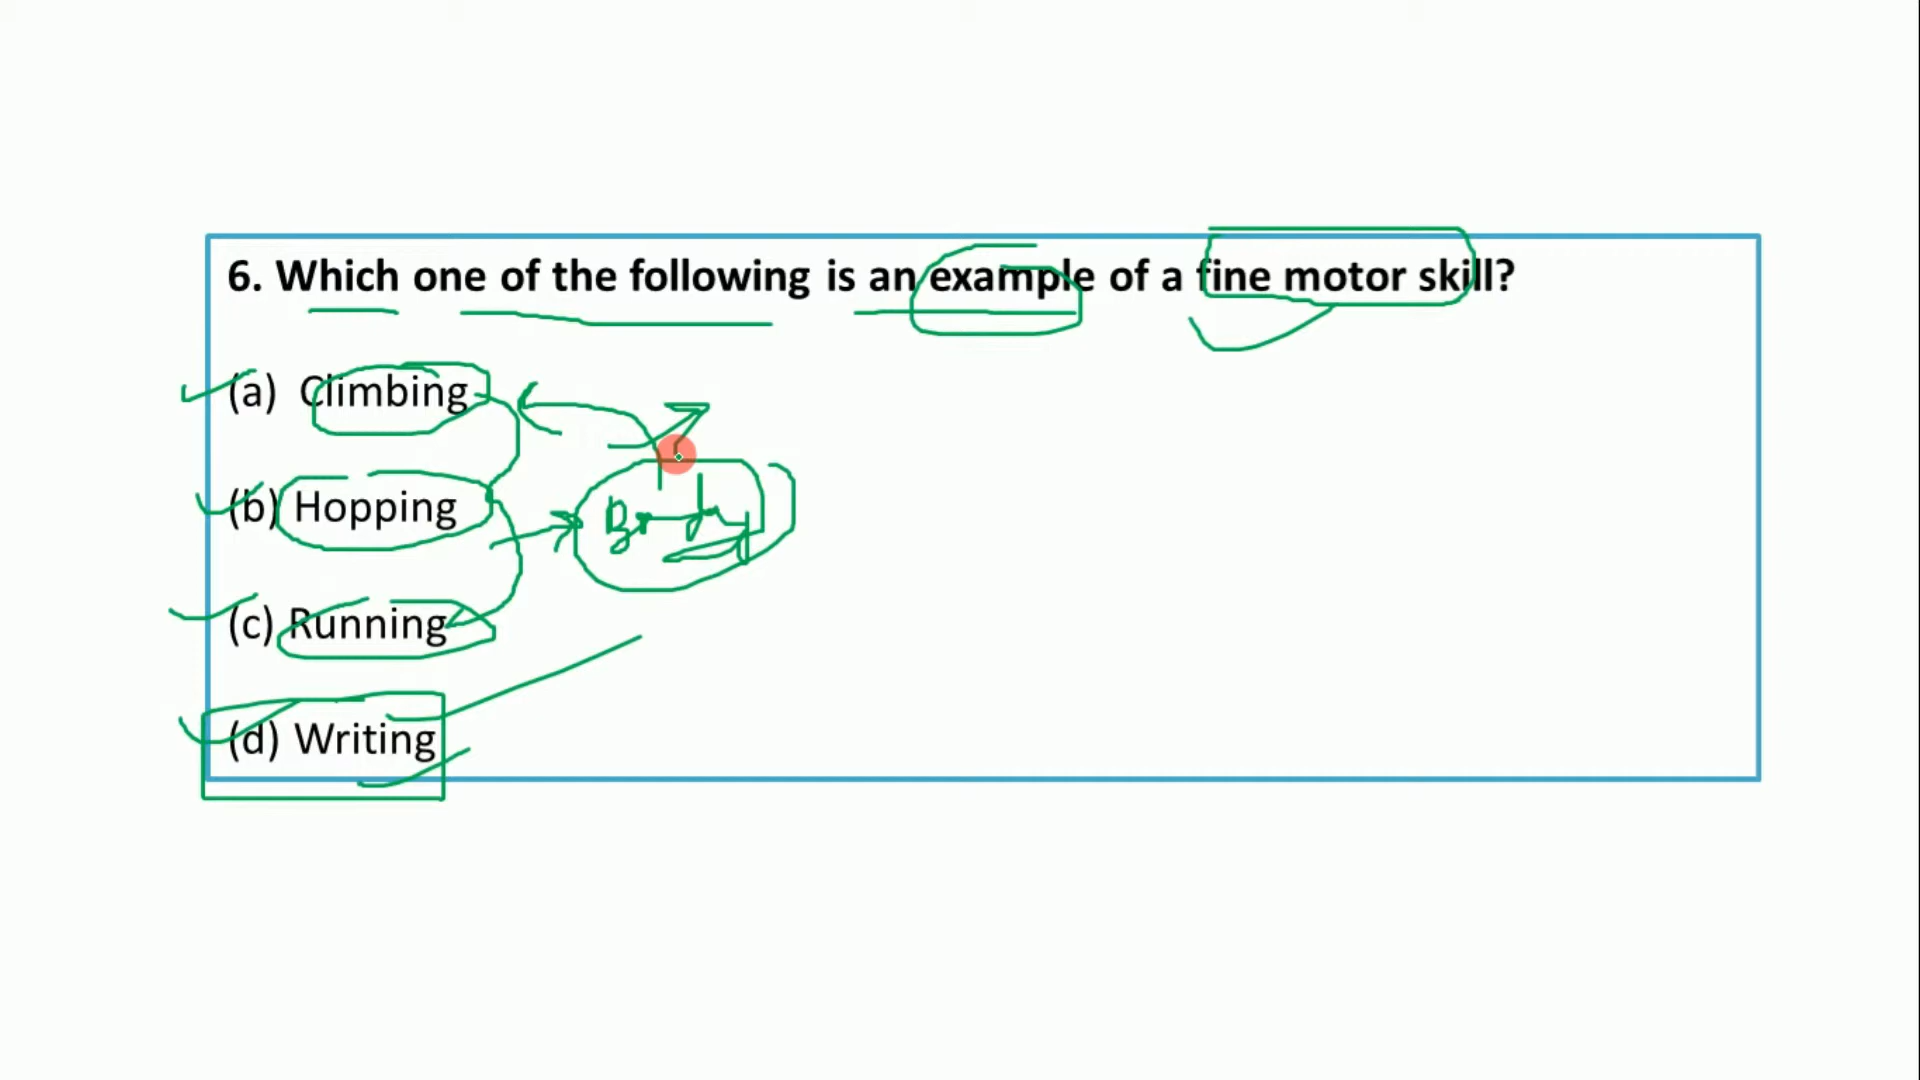 6. Which one of the following is an example of a fine motor skill?
(a) Climbing
(b) Hopping
(c) Running
(d) Writing